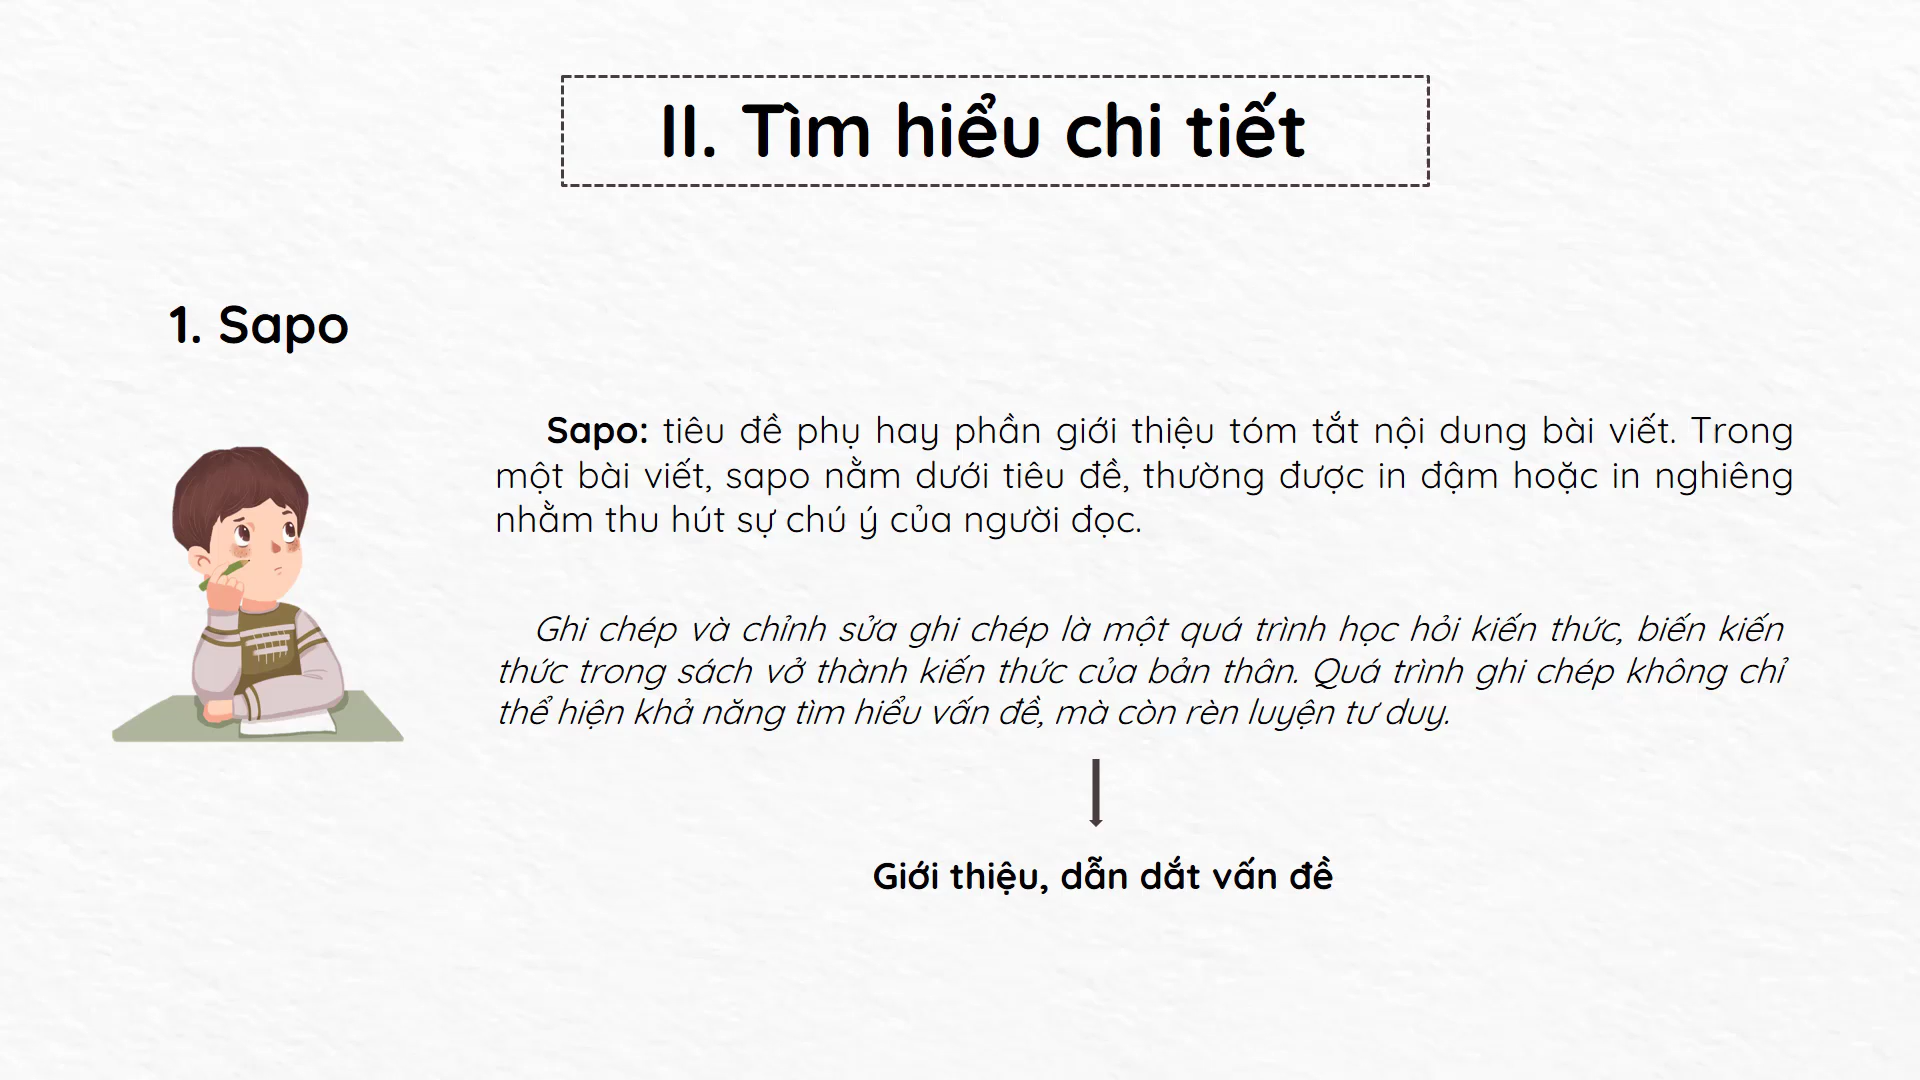 II. Tìm hiểu chi tiết
1. Sapo
Sapo: tiêu đề phụ hay phần giới thiệu tóm tắt nội dung bài viết. Trong
một bài viết, sapo nằm dưới tiêu đề, thường được in đậm hoặc in nghiêng
nhằm thu hút sự chú ý của người đọc.
Ghi chép và chỉnh sửa ghi chép là một quá trình học hỏi kiến thức, biến kiến
thức trong sách vở thành kiến thức của bản thân. Quá trình ghi chép không chỉ
thể hiện khả năng tìm hiểu vấn đề, mà còn rèn luyện tư duy.
Giới thiệu, dẫn dắt vấn đề